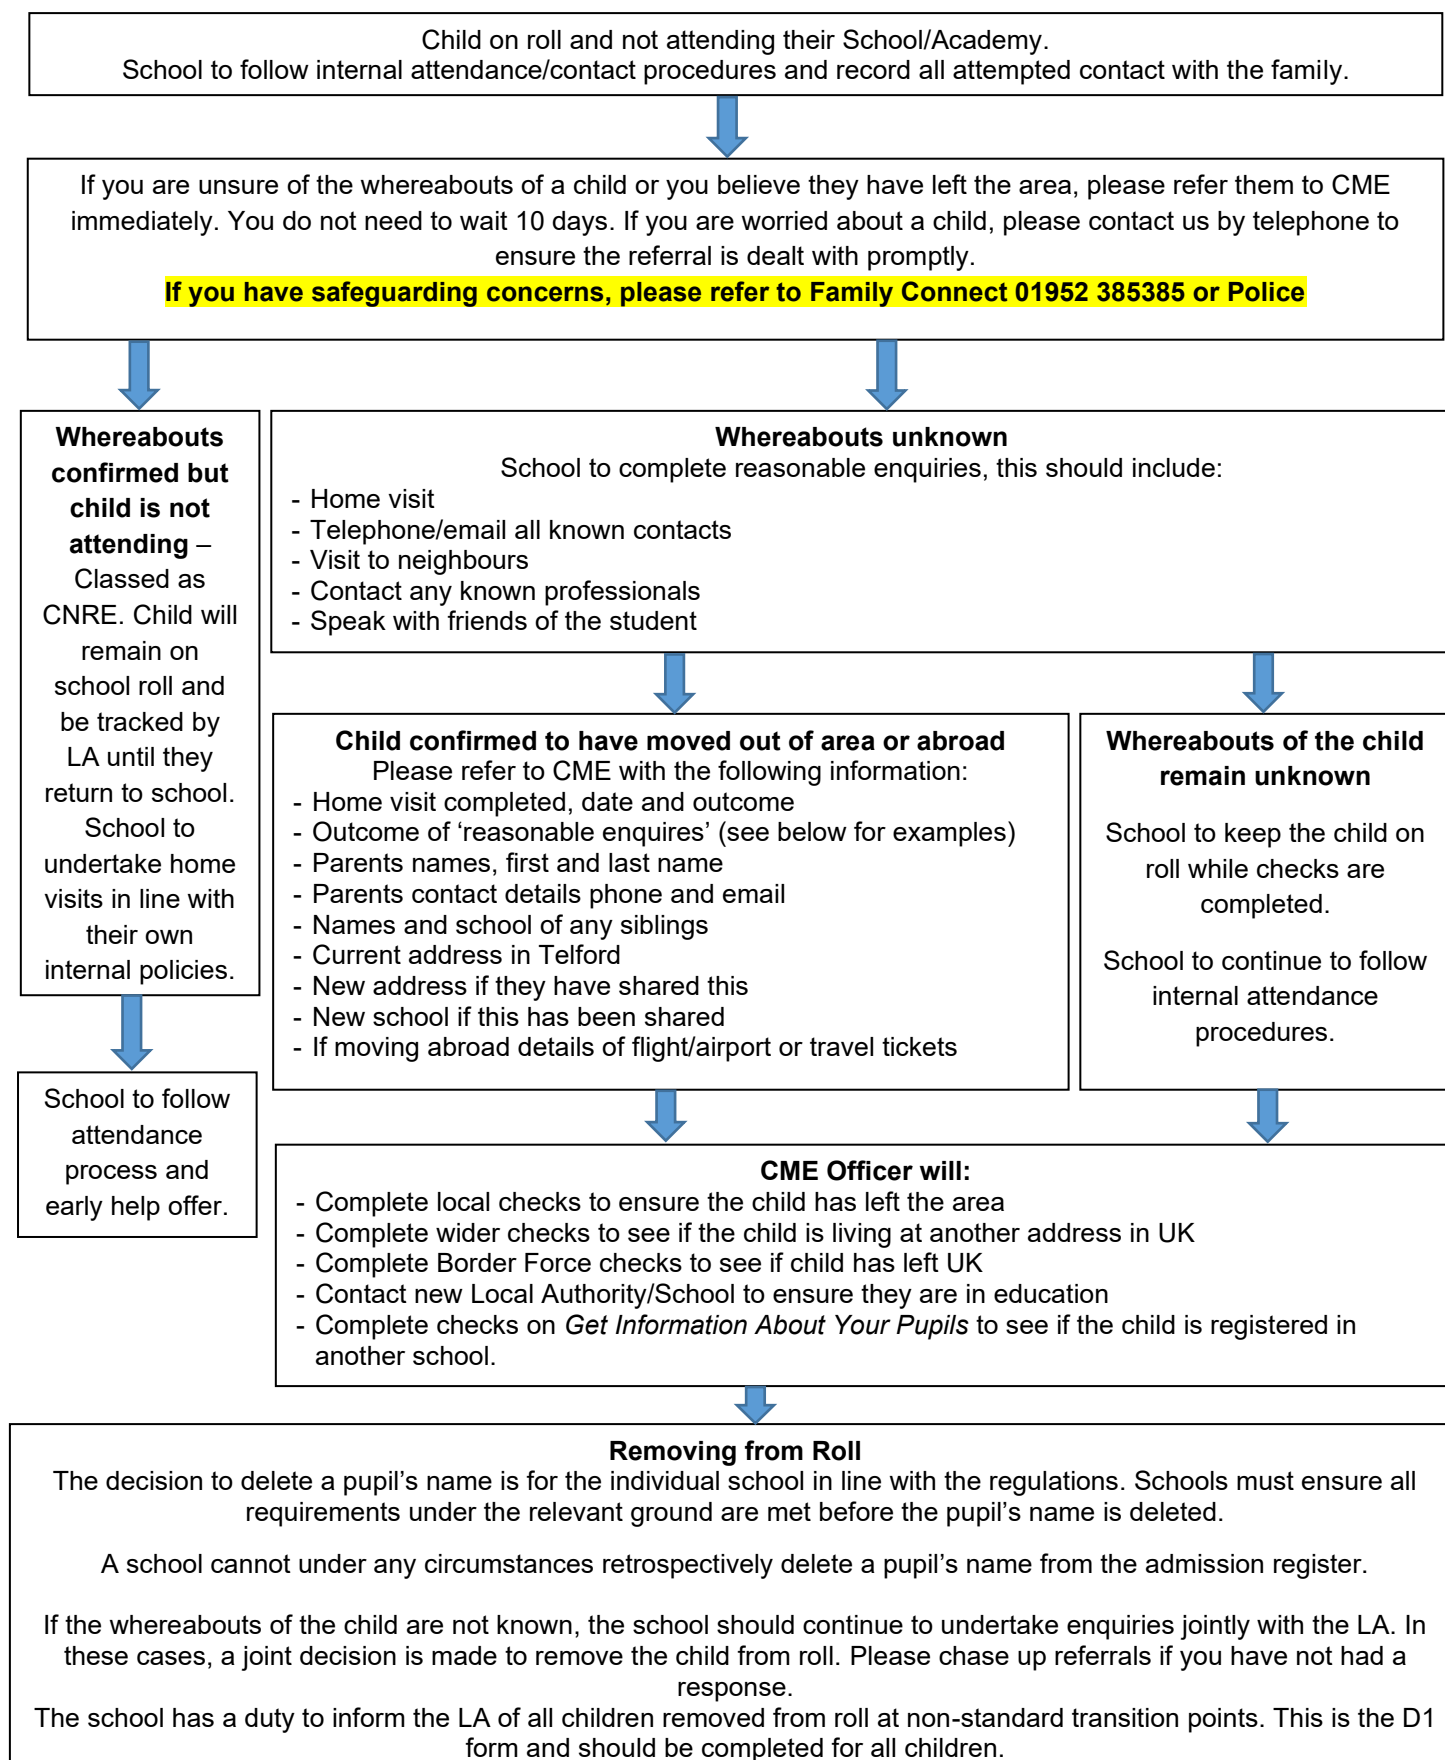 Child on roll and not attending their School/Academy.
School to follow internal attendance/contact procedures and record all attempted contact with the family.
If you are unsure of the whereabouts of a child or you believe they have left the area, please refer them to CME
immediately. You do not need to wait 10 days. If you are worried about a child, please contact us by telephone to
ensure the referral is dealt with promptly.
If you have safeguarding concerns, please refer to Family Connect 01952 385385 or Police
Whereabouts
confirmed but
child is not
attending –
Classed as
CNRE. Child will
remain on
school roll and
be tracked by
LA until they
return to school.
School to
undertake home
visits in line with
their own
internal policies.
School to follow
attendance
process and
early help offer.
Whereabouts unknown
School to complete reasonable enquiries, this should include:
- Home visit
- Telephone/email all known contacts
- Visit to neighbours
- Contact any known professionals
- Speak with friends of the student
Child confirmed to have moved out of area or abroad
Please refer to CME with the following information:
- Home visit completed, date and outcome
- Outcome of ‘reasonable enquires’ (see below for examples)
- Parents names, first and last name
- Parents contact details phone and email
- Names and school of any siblings
- Current address in Telford
- New address if they have shared this
- New school if this has been shared
- If moving abroad details of flight/airport or travel tickets
Whereabouts of the child
remain unknown
School to keep the child on
roll while checks are
completed.
School to continue to follow
internal attendance
procedures.
CME Officer will:
- Complete local checks to ensure the child has left the area
- Complete wider checks to see if the child is living at another address in UK
- Complete Border Force checks to see if child has left UK
- Contact new Local Authority/School to ensure they are in education
- Complete checks on Get Information About Your Pupils to see if the child is registered in
another school.
Removing from Roll
The decision to delete a pupil’s name is for the individual school in line with the regulations. Schools must ensure all
requirements under the relevant ground are met before the pupil’s name is deleted.
A school cannot under any circumstances retrospectively delete a pupil’s name from the admission register.
If the whereabouts of the child are not known, the school should continue to undertake enquiries jointly with the LA. In
these cases, a joint decision is made to remove the child from roll. Please chase up referrals if you have not had a
response.
The school has a duty to inform the LA of all children removed from roll at non-standard transition points. This is the D1
form and should be completed for all children.